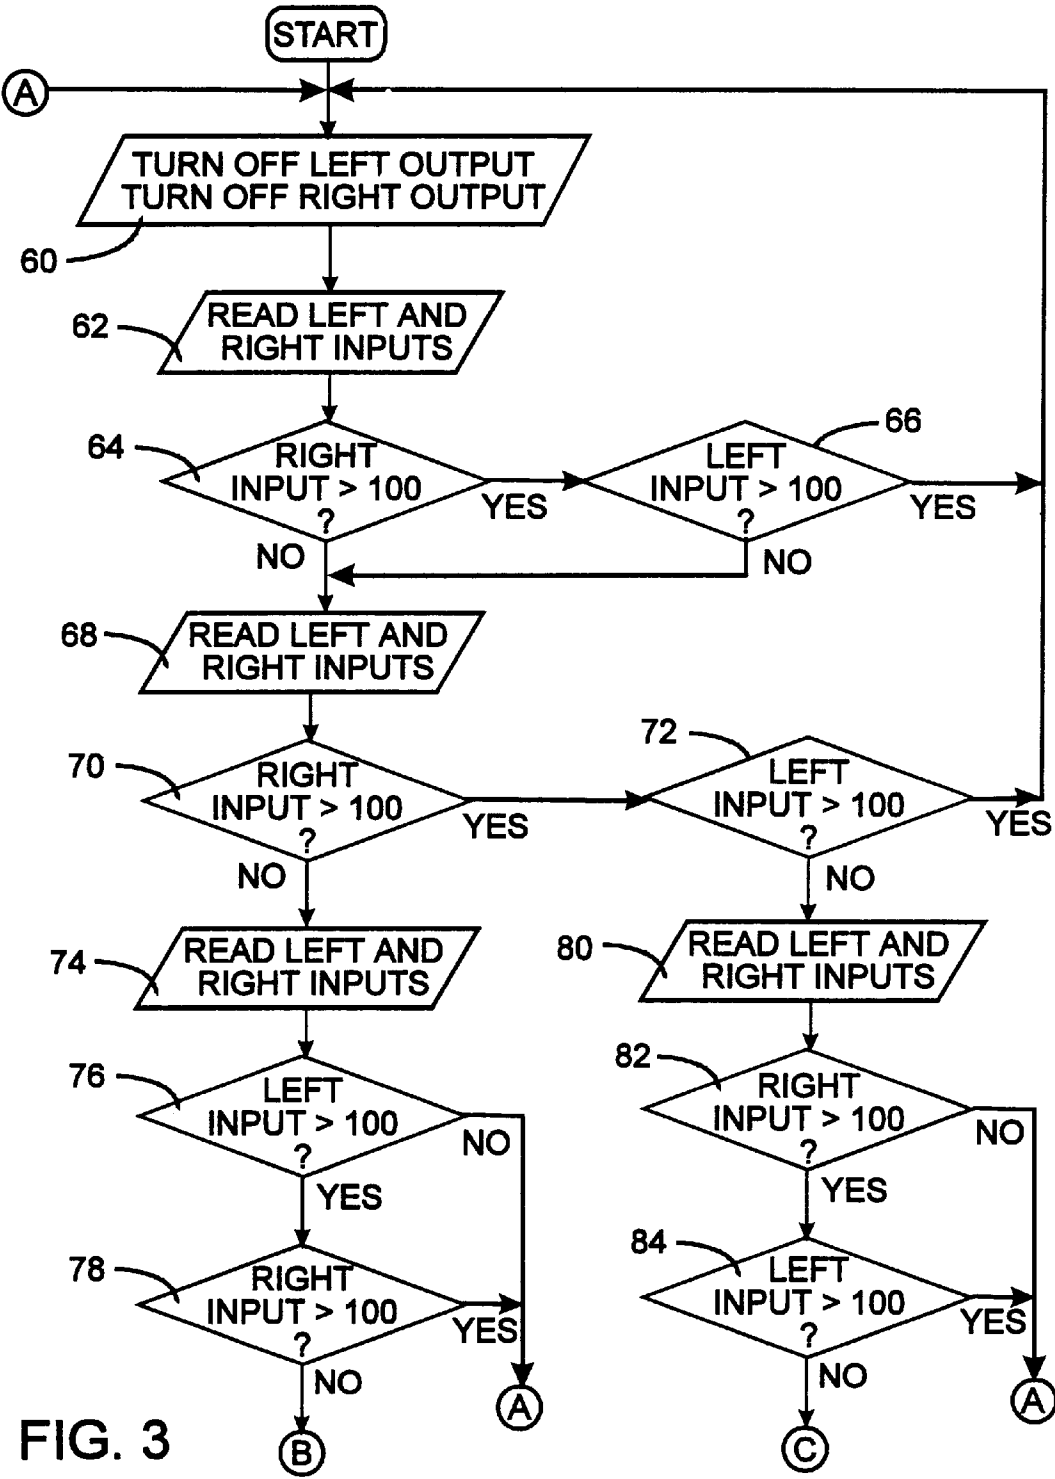 START
A
TURN OFF LEFT OUTPUT
TURN OFF RIGHT OUTPUT
60
62
READ LEFT AND
RIGHT INPUTS
64
RIGHT
INPUT > 100
?
YES
NO
66
LEFT
INPUT > 100
?
YES
NO
68
READ LEFT AND
RIGHT INPUTS
70
RIGHT
INPUT > 100
?
YES
NO
72
LEFT
INPUT > 100
?
YES
NO
74
READ LEFT AND
RIGHT INPUTS
76
LEFT
INPUT > 100
?
NO
YES
78
RIGHT
INPUT > 100
?
YES
NO
A
B
80
READ LEFT AND
RIGHT INPUTS
82
RIGHT
INPUT > 100
?
NO
YES
84
LEFT
INPUT > 100
?
YES
NO
A
C
FIG. 3